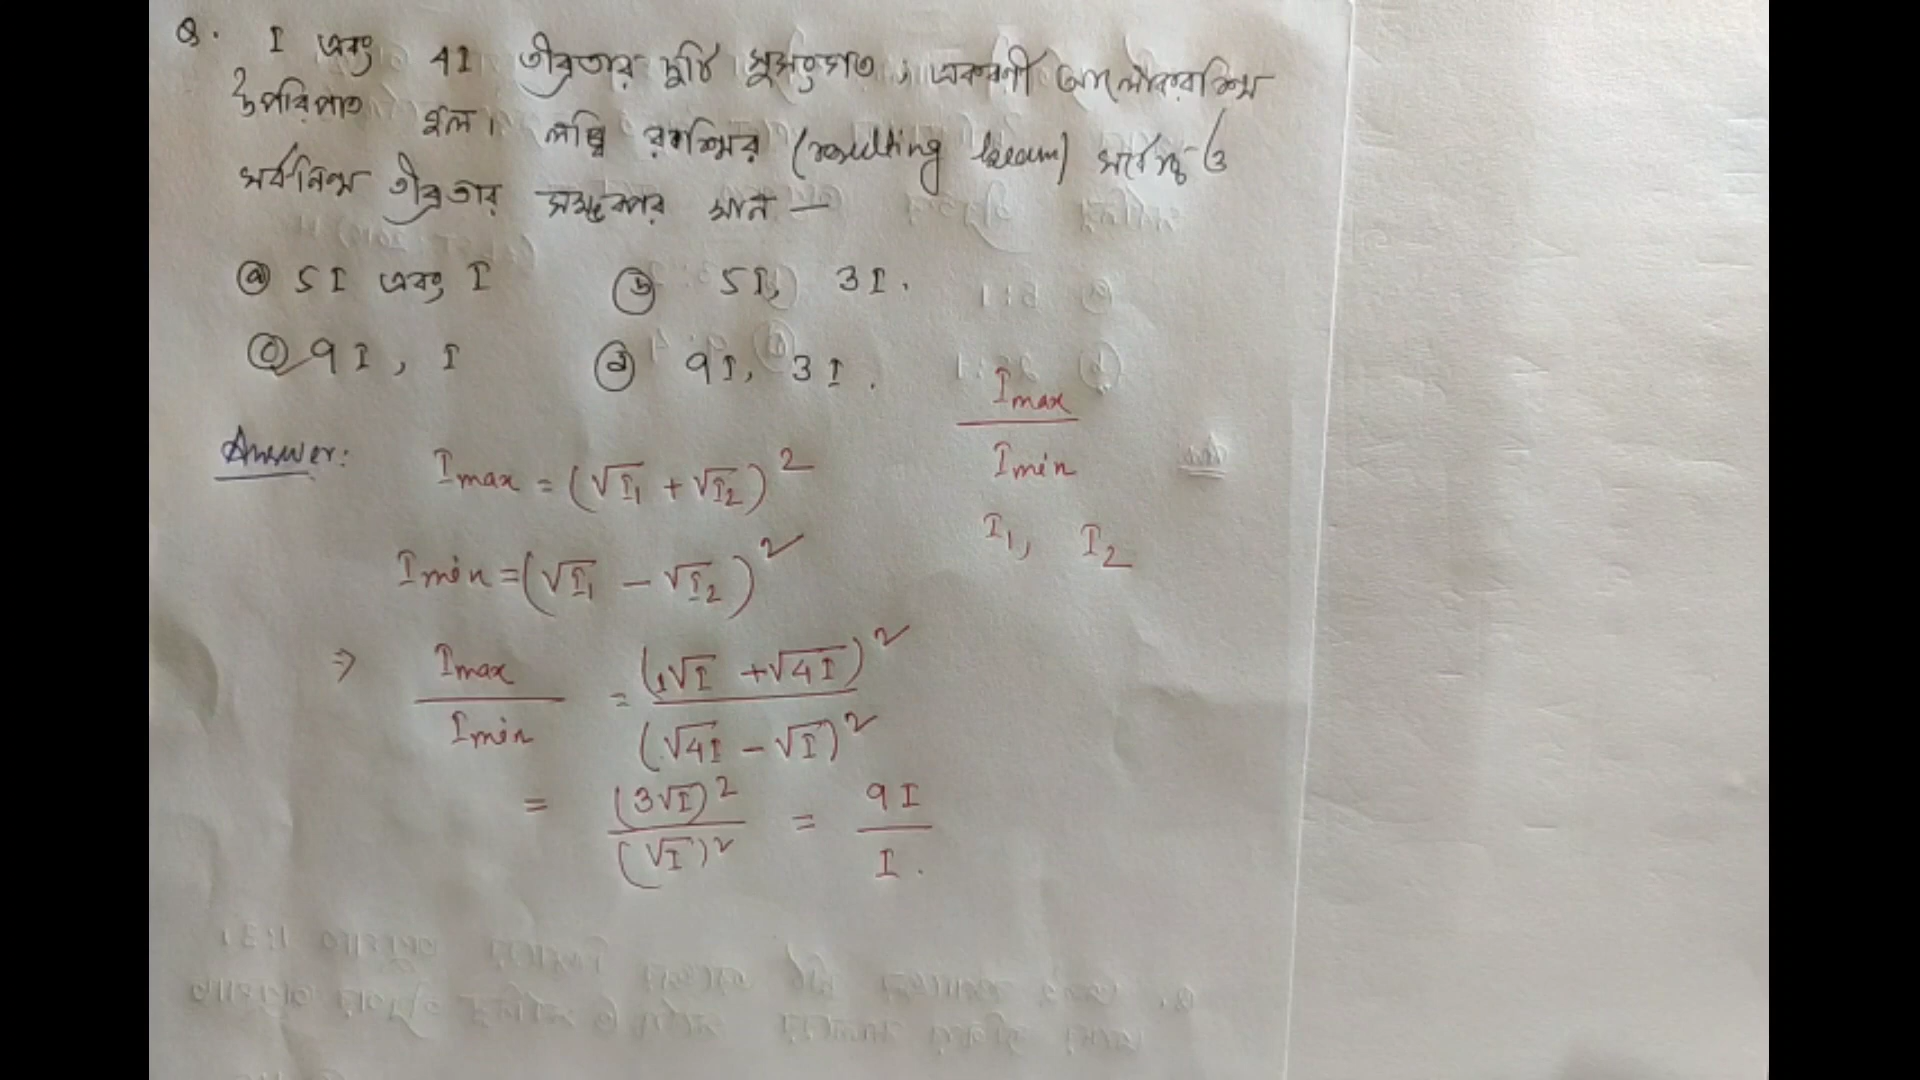 Q. I এবং 4I তীব্রতার দুটি সুসংগত, একবর্ণী আলোকরশ্মি
উপরিপাত হল। লব্ধি রশ্মির (resulting beam) সর্বোচ্চ ও
সর্বনিম্ন তীব্রতার সম্ভাব্য মান —
ⓐ 5I এবং I ⓑ 5I, 3I.
ⓒ 9I, I ⓓ 9I, 3I.
Imax / Imin
I₁, I₂
Answer: Imax = (√I₁ + √I₂)²
Imin = (√I₁ - √I₂)²
⇒ Imax / Imin = (√I + √4I)² / (√4I - √I)²
= (3√I)² / (√I)² = 9I / I.